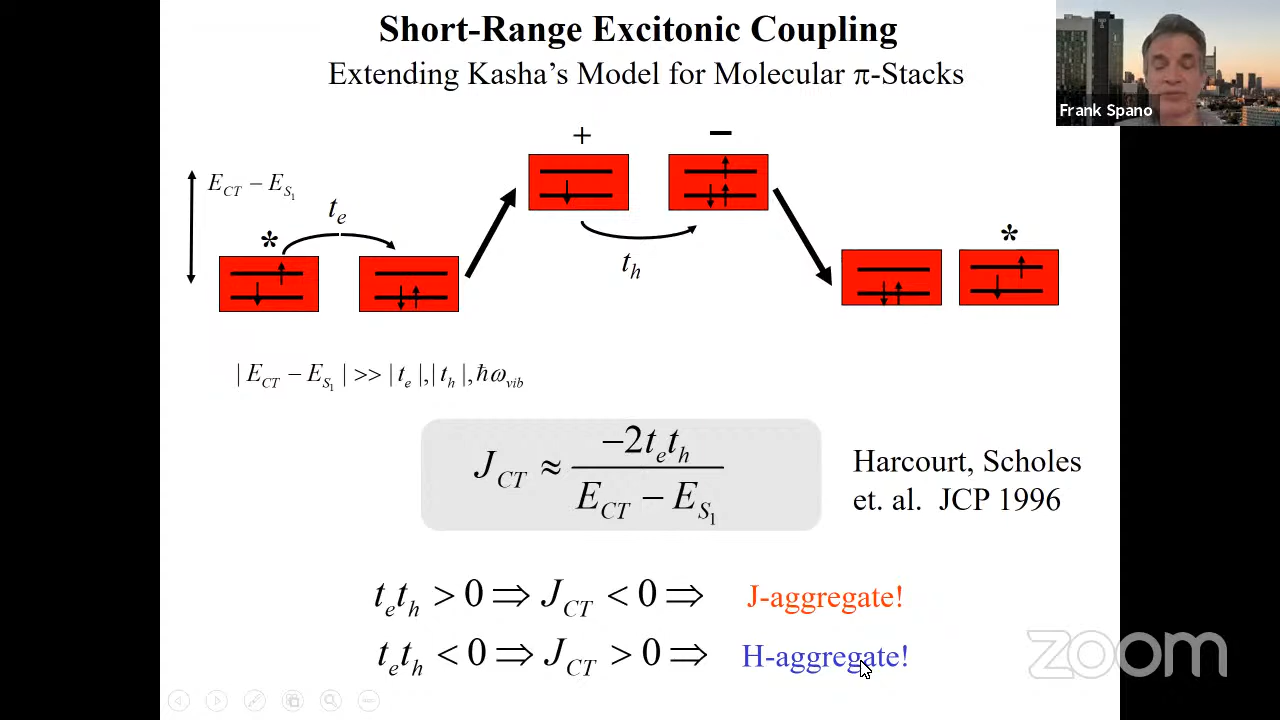 Short-Range Excitonic Coupling
Extending Kasha's Model for Molecular π-Stacks
Frank Spano
+ −
E_CT − E_S₁
t_e
*
t_h
*
| E_CT − E_S₁ | >> | t_e |,| t_h |, ħω_vib
J_CT ≈ −2t_e t_h / E_CT − E_S₁
Harcourt, Scholes
et. al. JCP 1996
t_e t_h > 0 ⇒ J_CT < 0 ⇒ J-aggregate!
t_e t_h < 0 ⇒ J_CT > 0 ⇒ H-aggregate!
zoom